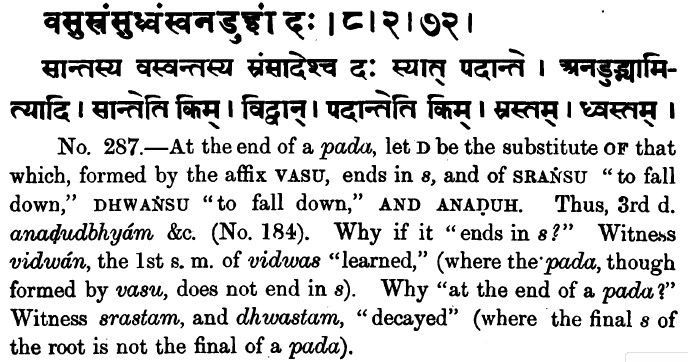 वसुस्रंसुध्वंस्वनडुहां दः ।८।२।७२।
सान्तस्य वस्वन्तस्य स्रंसादेश्च दः स्यात् पदान्ते । अनडुद्भ्यामि-
त्यादि । सान्तेति किम् । विद्वान् । पदान्तेति किम् । स्रस्तम् । ध्वस्तम् ।
No. 287.—At the end of a pada, let D be the substitute OF that
which, formed by the affix VASU, ends in s, and of SRAṄSU “to fall
down,” DHWAṄSU “to fall down,” AND ANAḌUH. Thus, 3rd d.
anaḍudbhyám &c. (No. 184). Why if it “ends in s?” Witness
vidwán, the 1st s. m. of vidwas “learned,” (where the pada, though
formed by vasu, does not end in s). Why “at the end of a pada?”
Witness srastam, and dhwastam, “decayed” (where the final s of
the root is not the final of a pada).